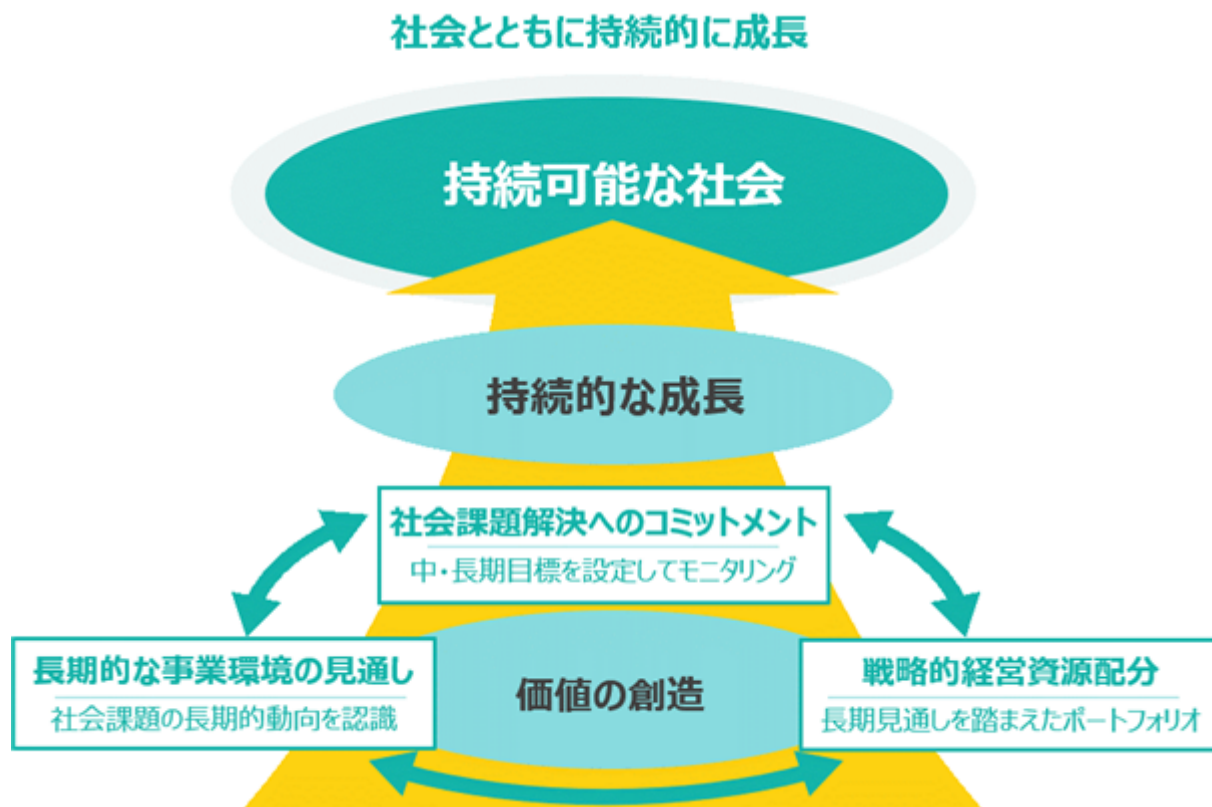 社会とともに持続的に成長
持続可能な社会
持続的な成長
社会課題解決へのコミットメント
中・長期目標を設定してモニタリング
長期的な事業環境の見通し
社会課題の長期的動向を認識
価値の創造
戦略的経営資源配分
長期見通しを踏まえたポートフォリオ